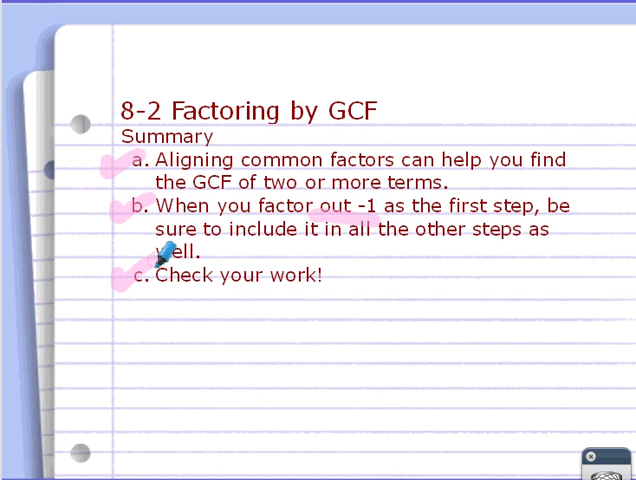 8-2 Factoring by GCF
Summary
a. Aligning common factors can help you find
the GCF of two or more terms.
b. When you factor out -1 as the first step, be
sure to include it in all the other steps as
well.
c. Check your work!